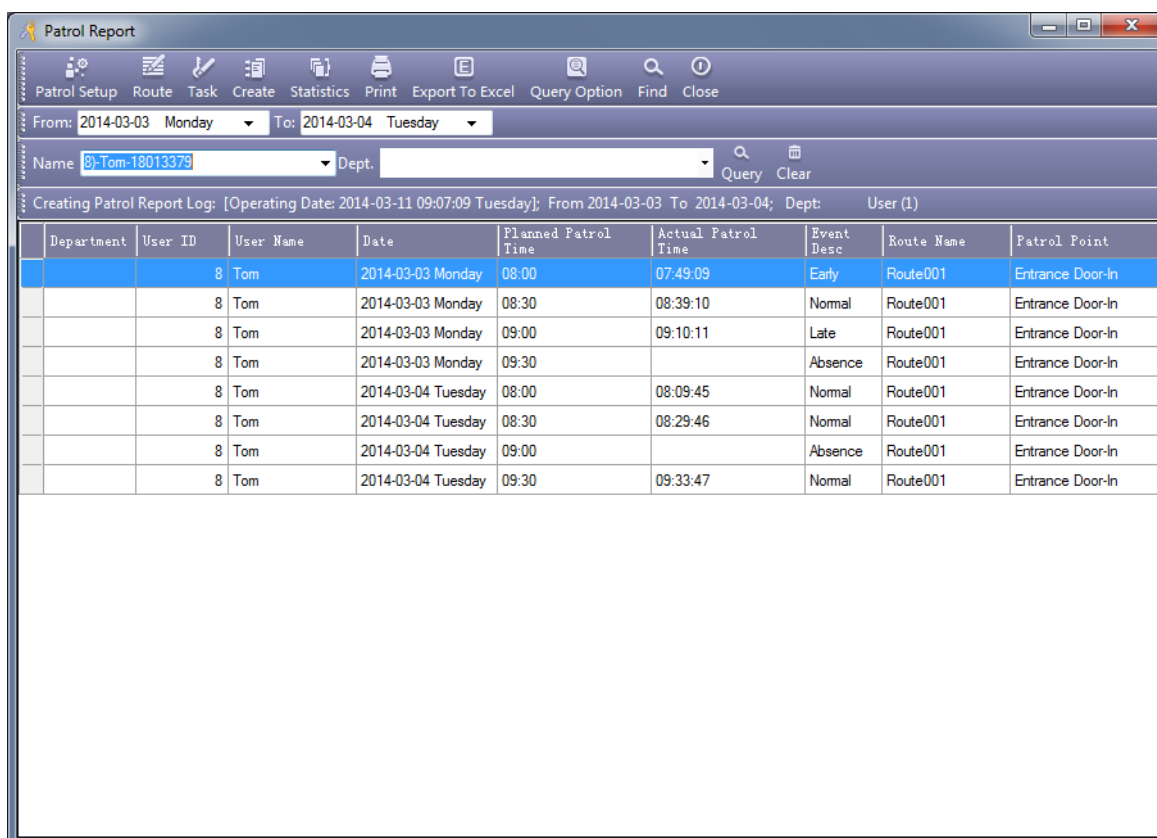 Patrol Report
Patrol Setup Route Task Create Statistics Print Export To Excel Query Option Find Close
From: 2014-03-03 Monday To: 2014-03-04 Tuesday
Name 8)-Tom-18013379 Dept. Query Clear
Creating Patrol Report Log: [Operating Date: 2014-03-11 09:07:09 Tuesday]; From 2014-03-03 To 2014-03-04; Dept: User (1)
Department User ID User Name Date Planned Patrol Time Actual Patrol Time Event Desc Route Name Patrol Point
8 Tom 2014-03-03 Monday 08:00 07:49:09 Early Route001 Entrance Door-In
8 Tom 2014-03-03 Monday 08:30 08:39:10 Normal Route001 Entrance Door-In
8 Tom 2014-03-03 Monday 09:00 09:10:11 Late Route001 Entrance Door-In
8 Tom 2014-03-03 Monday 09:30 Absence Route001 Entrance Door-In
8 Tom 2014-03-04 Tuesday 08:00 08:09:45 Normal Route001 Entrance Door-In
8 Tom 2014-03-04 Tuesday 08:30 08:29:46 Normal Route001 Entrance Door-In
8 Tom 2014-03-04 Tuesday 09:00 Absence Route001 Entrance Door-In
8 Tom 2014-03-04 Tuesday 09:30 09:33:47 Normal Route001 Entrance Door-In